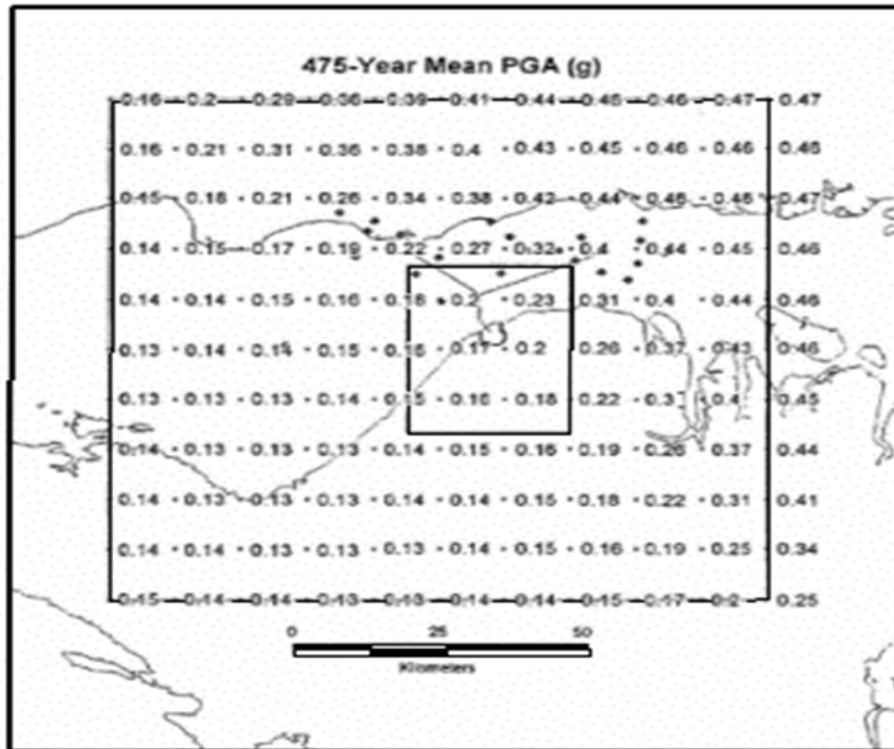 475-Year Mean PGA (g)
0.16 0.2 0.29 0.36 0.39 0.41 0.44 0.45 0.46 0.47 0.47
0.16 0.21 0.31 0.36 0.38 0.4 0.43 0.45 0.46 0.46 0.46
0.15 0.18 0.21 0.26 0.34 0.38 0.42 0.44 0.46 0.46 0.47
0.14 0.15 0.17 0.19 0.22 0.27 0.32 0.4 0.44 0.45 0.46
0.14 0.14 0.15 0.16 0.18 0.2 0.23 0.31 0.4 0.44 0.46
0.13 0.14 0.14 0.15 0.16 0.17 0.2 0.26 0.37 0.43 0.46
0.13 0.13 0.13 0.14 0.15 0.16 0.18 0.22 0.3 0.4 0.45
0.14 0.13 0.13 0.13 0.14 0.15 0.16 0.19 0.26 0.37 0.44
0.14 0.13 0.13 0.13 0.14 0.14 0.15 0.18 0.22 0.31 0.41
0.14 0.14 0.13 0.13 0.13 0.14 0.15 0.16 0.19 0.25 0.34
0.15 0.14 0.14 0.13 0.13 0.14 0.14 0.15 0.17 0.2 0.25
0 25 50
Kilometers